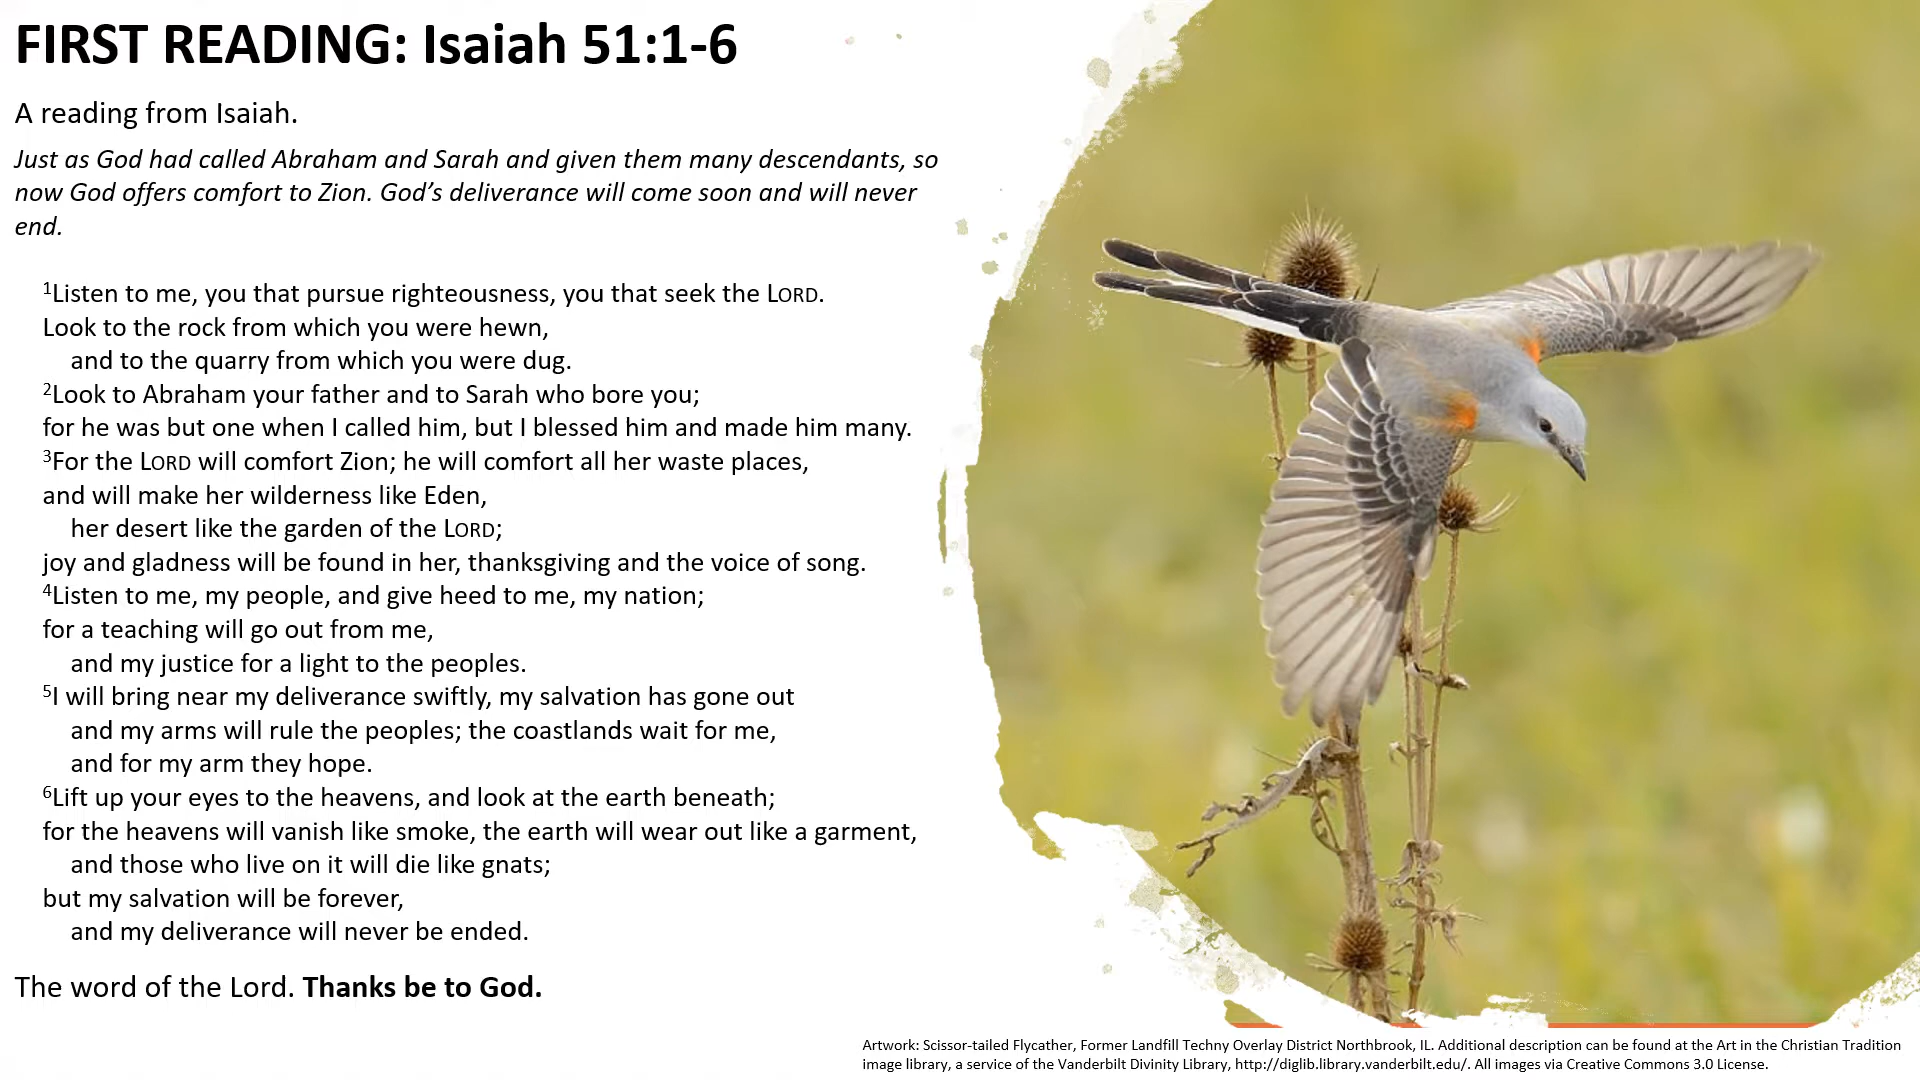 FIRST READING: Isaiah 51:1-6
A reading from Isaiah.
Just as God had called Abraham and Sarah and given them many descendants, so
now God offers comfort to Zion. God’s deliverance will come soon and will never
end.
1Listen to me, you that pursue righteousness, you that seek the LORD.
Look to the rock from which you were hewn,
and to the quarry from which you were dug.
2Look to Abraham your father and to Sarah who bore you;
for he was but one when I called him, but I blessed him and made him many.
3For the LORD will comfort Zion; he will comfort all her waste places,
and will make her wilderness like Eden,
her desert like the garden of the LORD;
joy and gladness will be found in her, thanksgiving and the voice of song.
4Listen to me, my people, and give heed to me, my nation;
for a teaching will go out from me,
and my justice for a light to the peoples.
5I will bring near my deliverance swiftly, my salvation has gone out
and my arms will rule the peoples; the coastlands wait for me,
and for my arm they hope.
6Lift up your eyes to the heavens, and look at the earth beneath;
for the heavens will vanish like smoke, the earth will wear out like a garment,
and those who live on it will die like gnats;
but my salvation will be forever,
and my deliverance will never be ended.
The word of the Lord. Thanks be to God.
Artwork: Scissor-tailed Flycather, Former Landfill Techny Overlay District Northbrook, IL. Additional description can be found at the Art in the Christian Tradition
image library, a service of the Vanderbilt Divinity Library, http://diglib.library.vanderbilt.edu/. All images via Creative Commons 3.0 License.